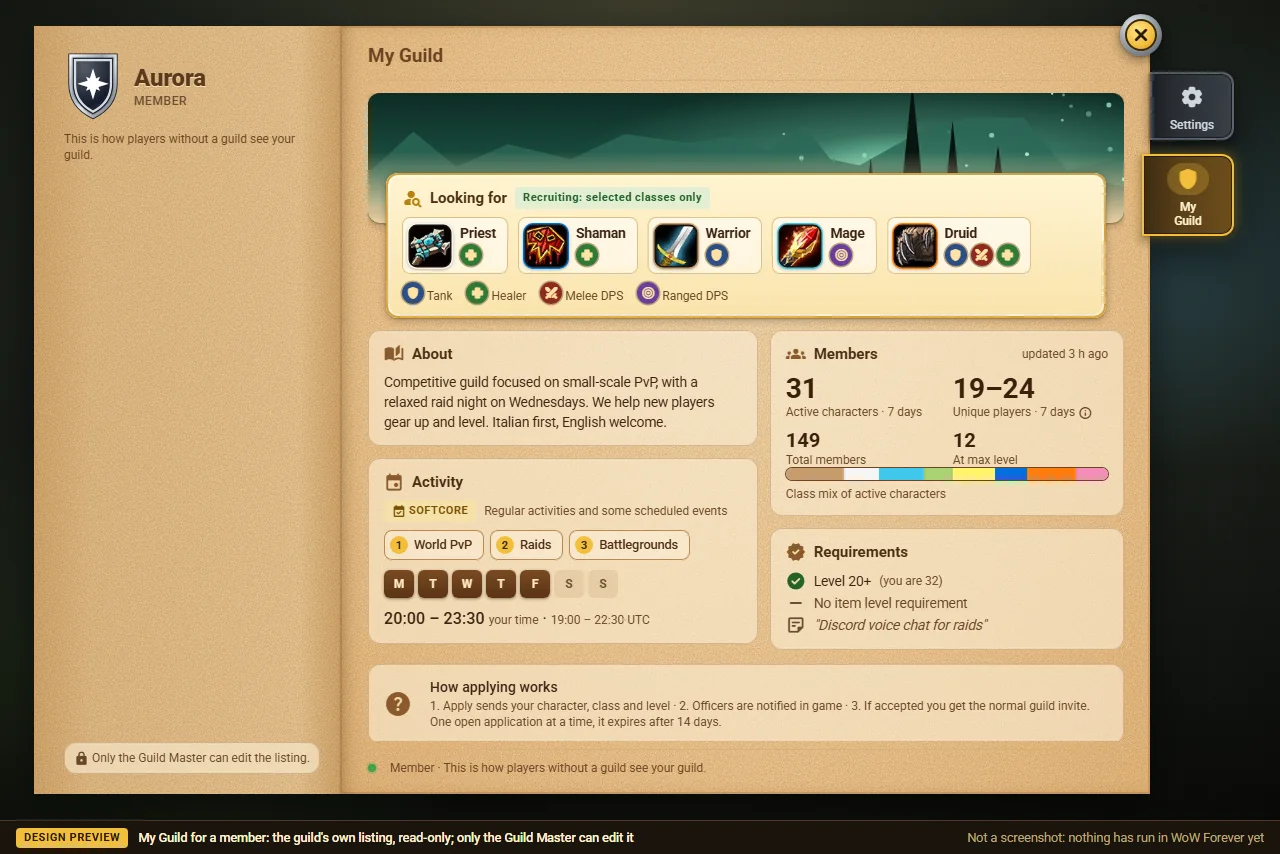 Aurora
MEMBER
This is how players without a guild see your
guild.
Only the Guild Master can edit the listing.
My Guild
Looking for
Recruiting: selected classes only
Priest
Shaman
Warrior
Mage
Druid
Tank
Healer
Melee DPS
Ranged DPS
About
Competitive guild focused on small-scale PvP, with a
relaxed raid night on Wednesdays. We help new players
gear up and level. Italian first, English welcome.
Activity
SOFTCORE
Regular activities and some scheduled events
1 World PvP
2 Raids
3 Battlegrounds
M T W T F S S
20:00 – 23:30 your time · 19:00 – 22:30 UTC
Members
updated 3 h ago
31
Active characters · 7 days
19–24
Unique players · 7 days
149
Total members
12
At max level
Class mix of active characters
Requirements
Level 20+ (you are 32)
No item level requirement
"Discord voice chat for raids"
How applying works
1. Apply sends your character, class and level · 2. Officers are notified in game · 3. If accepted you get the normal guild invite.
One open application at a time, it expires after 14 days.
Member · This is how players without a guild see your guild.
Settings
My
Guild
DESIGN PREVIEW
My Guild for a member: the guild's own listing, read-only; only the Guild Master can edit it
Not a screenshot: nothing has run in WoW Forever yet